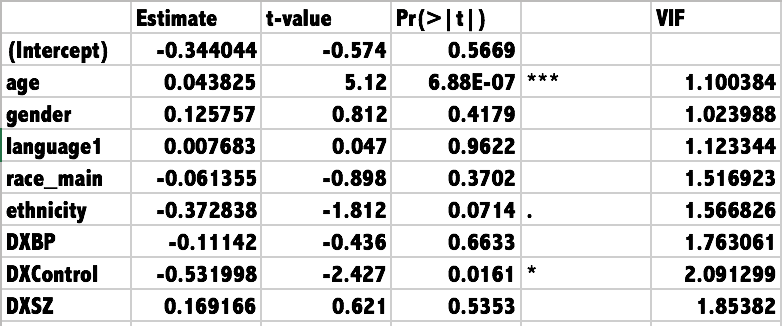 Estimate t-value Pr(>|t|) VIF
(Intercept) -0.344044 -0.574 0.5669
age 0.043825 5.12 6.88E-07 *** 1.100384
gender 0.125757 0.812 0.4179 1.023988
language1 0.007683 0.047 0.9622 1.123344
race_main -0.061355 -0.898 0.3702 1.516923
ethnicity -0.372838 -1.812 0.0714 . 1.566826
DXBP -0.11142 -0.436 0.6633 1.763061
DXControl -0.531998 -2.427 0.0161 * 2.091299
DXSZ 0.169166 0.621 0.5353 1.85382